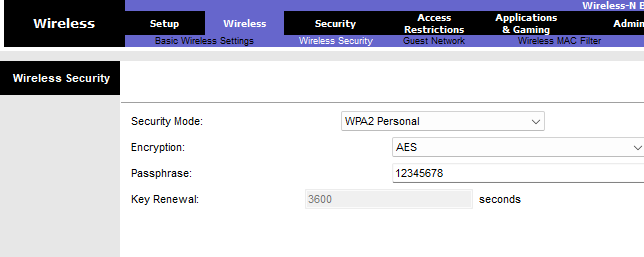 Wireless-N B
Wireless
Setup
Wireless
Security
Access Restrictions
Applications & Gaming
Admin
Basic Wireless Settings
Wireless Security
Guest Network
Wireless MAC Filter
Wireless Security
Security Mode: WPA2 Personal
Encryption: AES
Passphrase: 12345678
Key Renewal: 3600 seconds